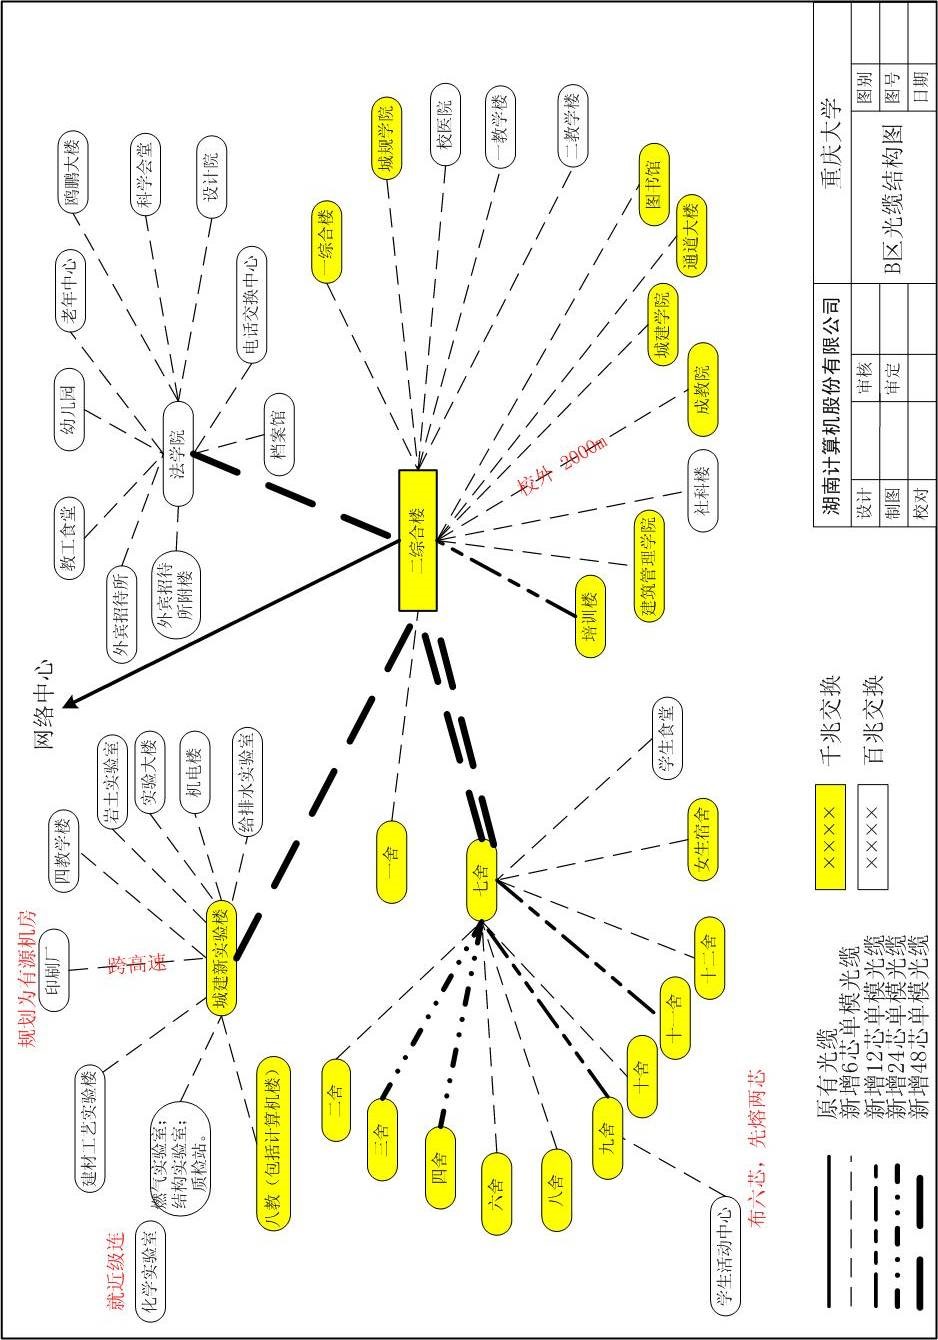 规划为有源机房
网络中心
印刷厂
四教学楼
教工食堂
幼儿园
老年中心
鸥鹏大楼
就近级连
建材工艺实验楼
岩土实验室
外宾招待所
化学实验室
跨高速
实验大楼
科学会堂
燃气实验室；
结构实验室；
质检站。
机电楼
外宾招待
所附楼
法学院
设计院
城建新实验楼
给排水实验室
电话交换中心
八教（包括计算机楼）
档案馆
二舍
一综合楼
三舍
一舍
城规学院
二综合楼
四舍
校医院
七舍
六舍
一教学楼
八舍
校外 2000m
二教学楼
九舍
培训楼
十舍
建筑管理学院
图书馆
十一舍
学生食堂
城建学院
通道大楼
十二舍
女生宿舍
社科楼
成教院
学生活动中心
布六芯，先熔两芯
原有光缆
新增6芯单模光缆
新增12芯单模光缆
新增24芯单模光缆
新增48芯单模光缆
×××× 千兆交换
×××× 百兆交换
湖南计算机股份有限公司 重庆大学
设计 审核 B区光缆结构图 图别
制图 审定 图号
校对 日期